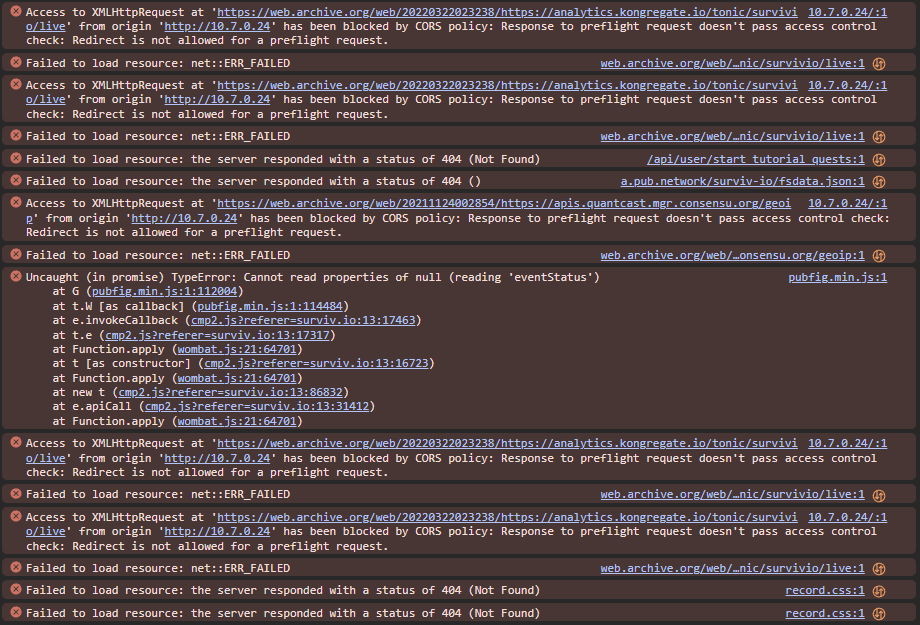 Access to XMLHttpRequest at 'https://web.archive.org/web/20220322023238/https://analytics.kongregate.io/tonic/survivi 10.7.0.24/:1
o/live' from origin 'http://10.7.0.24' has been blocked by CORS policy: Response to preflight request doesn't pass access control
check: Redirect is not allowed for a preflight request.
Failed to load resource: net::ERR_FAILED web.archive.org/web/…nic/survivio/live:1
Access to XMLHttpRequest at 'https://web.archive.org/web/20220322023238/https://analytics.kongregate.io/tonic/survivi 10.7.0.24/:1
o/live' from origin 'http://10.7.0.24' has been blocked by CORS policy: Response to preflight request doesn't pass access control
check: Redirect is not allowed for a preflight request.
Failed to load resource: net::ERR_FAILED web.archive.org/web/…nic/survivio/live:1
Failed to load resource: the server responded with a status of 404 (Not Found) /api/user/start_tutorial_quests:1
Failed to load resource: the server responded with a status of 404 () a.pub.network/surviv-io/fsdata.json:1
Access to XMLHttpRequest at 'https://web.archive.org/web/20211124002854/https://apis.quantcast.mgr.consensu.org/geoi 10.7.0.24/:1
p' from origin 'http://10.7.0.24' has been blocked by CORS policy: Response to preflight request doesn't pass access control check:
Redirect is not allowed for a preflight request.
Failed to load resource: net::ERR_FAILED web.archive.org/web/…onsensu.org/geoip:1
Uncaught (in promise) TypeError: Cannot read properties of null (reading 'eventStatus') pubfig.min.js:1
at G (pubfig.min.js:1:112004)
at t.W [as callback] (pubfig.min.js:1:114484)
at e.invokeCallback (cmp2.js?referer=surviv.io:13:17463)
at t.e (cmp2.js?referer=surviv.io:13:17317)
at Function.apply (wombat.js:21:64701)
at t [as constructor] (cmp2.js?referer=surviv.io:13:16723)
at Function.apply (wombat.js:21:64701)
at new t (cmp2.js?referer=surviv.io:13:86832)
at e.apiCall (cmp2.js?referer=surviv.io:13:31412)
at Function.apply (wombat.js:21:64701)
Access to XMLHttpRequest at 'https://web.archive.org/web/20220322023238/https://analytics.kongregate.io/tonic/survivi 10.7.0.24/:1
o/live' from origin 'http://10.7.0.24' has been blocked by CORS policy: Response to preflight request doesn't pass access control
check: Redirect is not allowed for a preflight request.
Failed to load resource: net::ERR_FAILED web.archive.org/web/…nic/survivio/live:1
Access to XMLHttpRequest at 'https://web.archive.org/web/20220322023238/https://analytics.kongregate.io/tonic/survivi 10.7.0.24/:1
o/live' from origin 'http://10.7.0.24' has been blocked by CORS policy: Response to preflight request doesn't pass access control
check: Redirect is not allowed for a preflight request.
Failed to load resource: net::ERR_FAILED web.archive.org/web/…nic/survivio/live:1
Failed to load resource: the server responded with a status of 404 (Not Found) record.css:1
Failed to load resource: the server responded with a status of 404 (Not Found) record.css:1